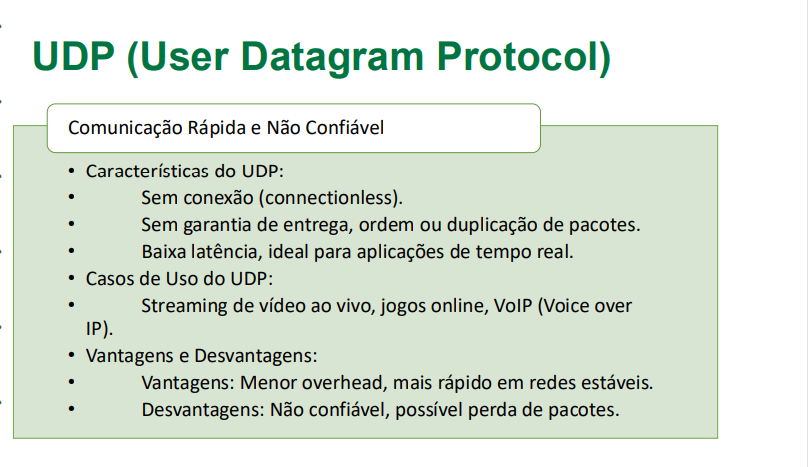 UDP (User Datagram Protocol)
Comunicação Rápida e Não Confiável
• Características do UDP:
• Sem conexão (connectionless).
• Sem garantia de entrega, ordem ou duplicação de pacotes.
• Baixa latência, ideal para aplicações de tempo real.
• Casos de Uso do UDP:
• Streaming de vídeo ao vivo, jogos online, VoIP (Voice over
IP).
• Vantagens e Desvantagens:
• Vantagens: Menor overhead, mais rápido em redes estáveis.
• Desvantagens: Não confiável, possível perda de pacotes.